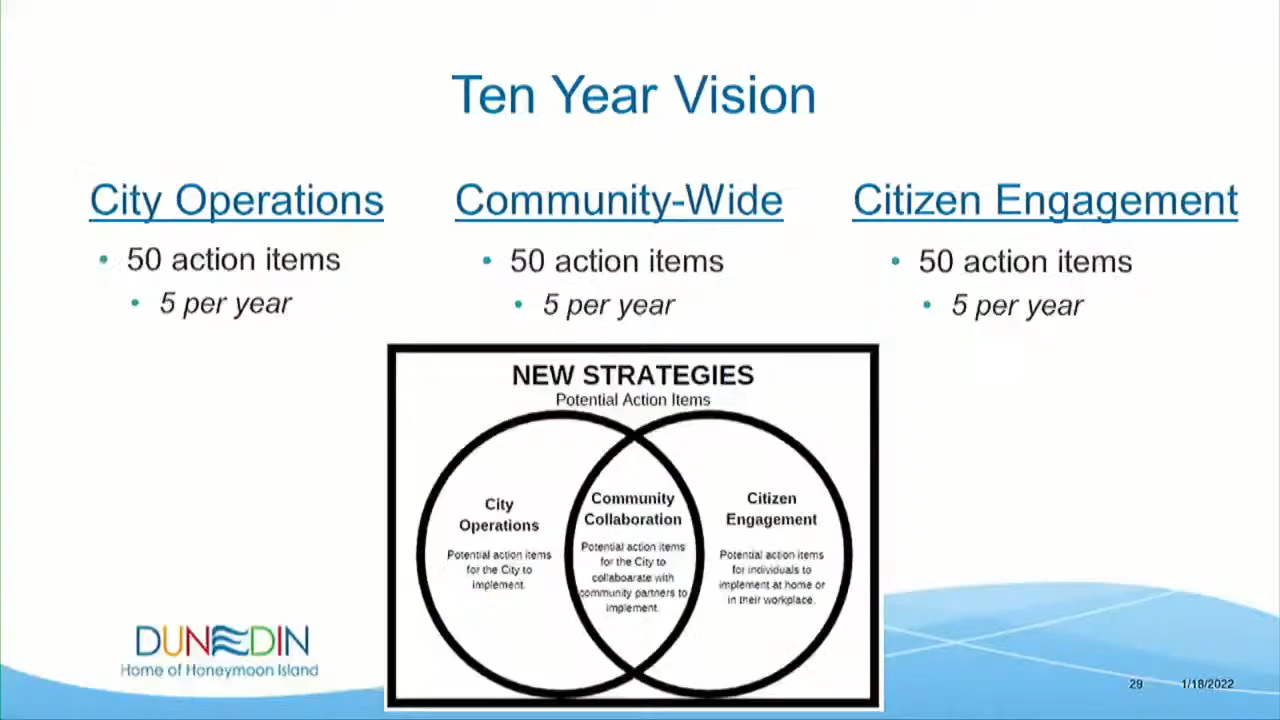 Ten Year Vision
City Operations
• 50 action items
• 5 per year
Community-Wide
• 50 action items
• 5 per year
Citizen Engagement
• 50 action items
• 5 per year
NEW STRATEGIES
Potential Action Items
City
Operations
Potential action items
for the City to
implement.
Community
Collaboration
Potential action items
for the City to
collaboarate with
community partners to
implement.
Citizen
Engagement
Potential action items
for individuals to
implement at home or
in their workplace.
DUNEDIN
Home of Honeymoon Island
29 1/18/2022